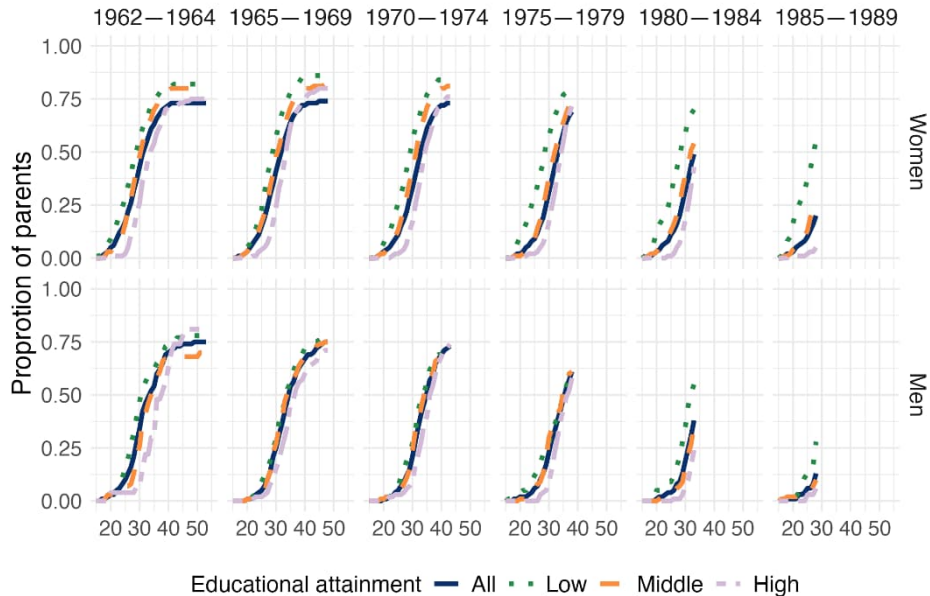 1962−1964 1965−1969 1970−1974 1975−1979 1980−1984 1985−1989
1.00
0.75
0.50
0.25
0.00
Women
Proprotion of parents
1.00
0.75
0.50
0.25
0.00
Men
20 30 40 50 20 30 40 50 20 30 40 50 20 30 40 50 20 30 40 50 20 30 40 50
Educational attainment All Low Middle High